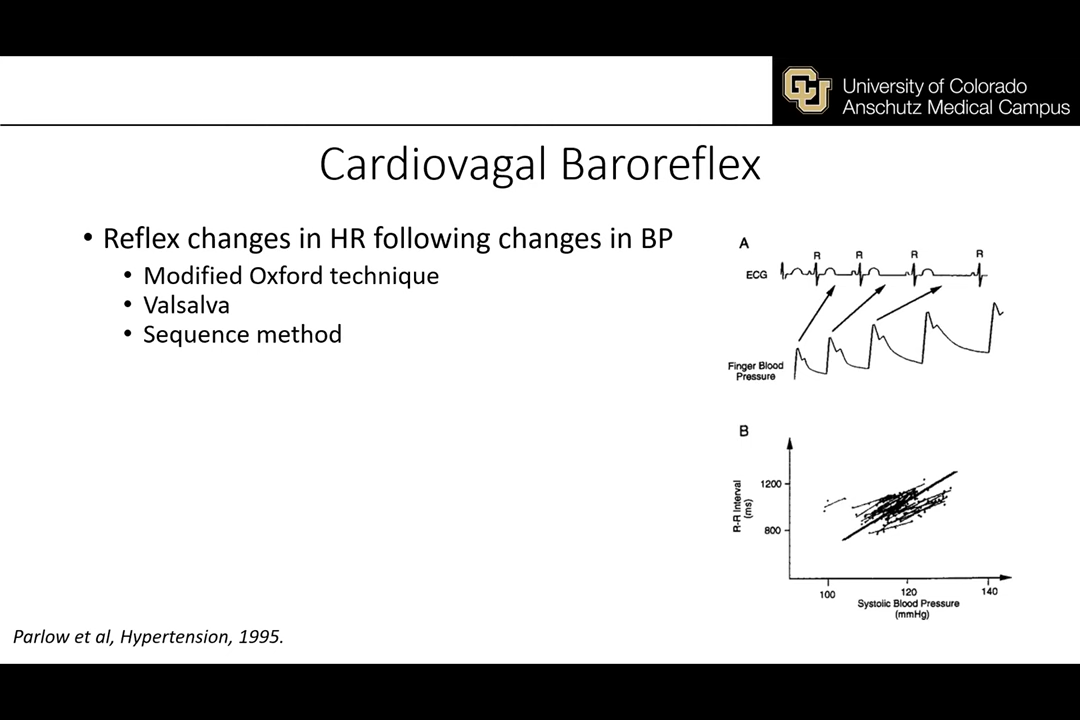 CU
University of Colorado
Anschutz Medical Campus
Cardiovagal Baroreflex
• Reflex changes in HR following changes in BP
• Modified Oxford technique
• Valsalva
• Sequence method
A
R R R R
ECG
Finger Blood
Pressure
B
R-R Interval
(ms)
1200
800
100 120 140
Systolic Blood Pressure
(mmHg)
Parlow et al, Hypertension, 1995.